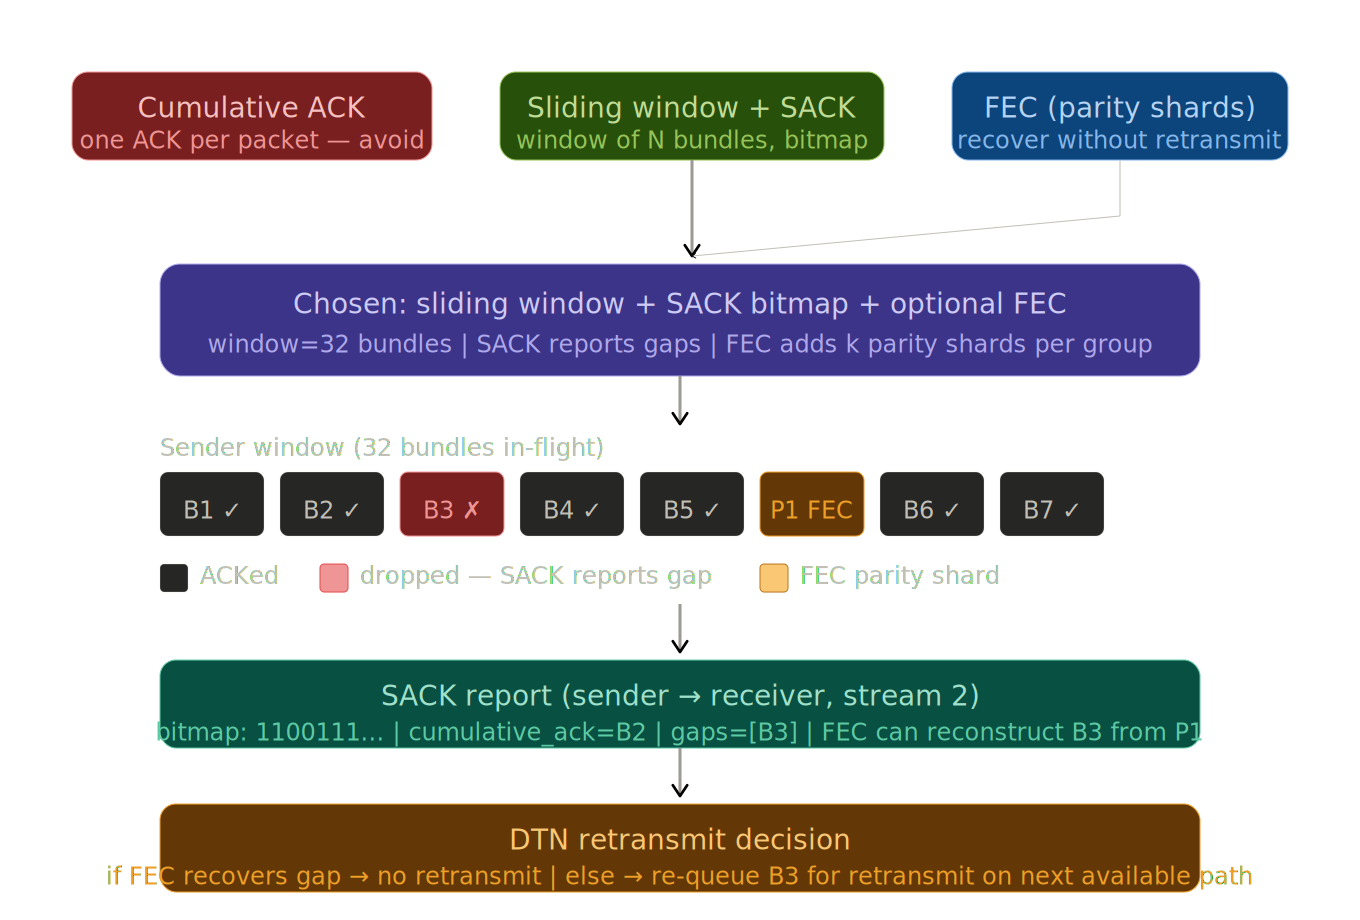 Cumulative ACK
one ACK per packet — avoid
Sliding window + SACK
window of N bundles, bitmap
FEC (parity shards)
recover without retransmit
Chosen: sliding window + SACK bitmap + optional FEC
window=32 bundles | SACK reports gaps | FEC adds k parity shards per group
Sender window (32 bundles in-flight)
B1 ✓
B2 ✓
B3 ✗
B4 ✓
B5 ✓
P1 FEC
B6 ✓
B7 ✓
ACKed
dropped — SACK reports gap
FEC parity shard
SACK report (sender → receiver, stream 2)
bitmap: 1100111... | cumulative_ack=B2 | gaps=[B3] | FEC can reconstruct B3 from P1
DTN retransmit decision
if FEC recovers gap → no retransmit | else → re-queue B3 for retransmit on next available path